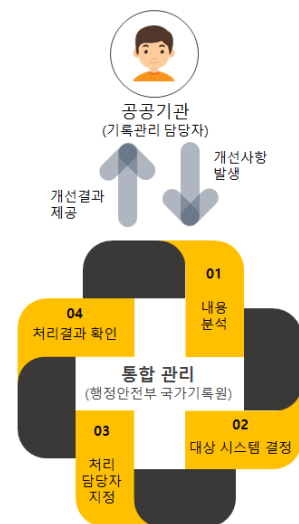 공공기관
(기록관리 담당자)
개선사항
발생
개선결과
제공
01
내용
분석
04
처리결과 확인
통합 관리
(행정안전부 국가기록원)
03
처리
담당자
지정
02
대상 시스템 결정